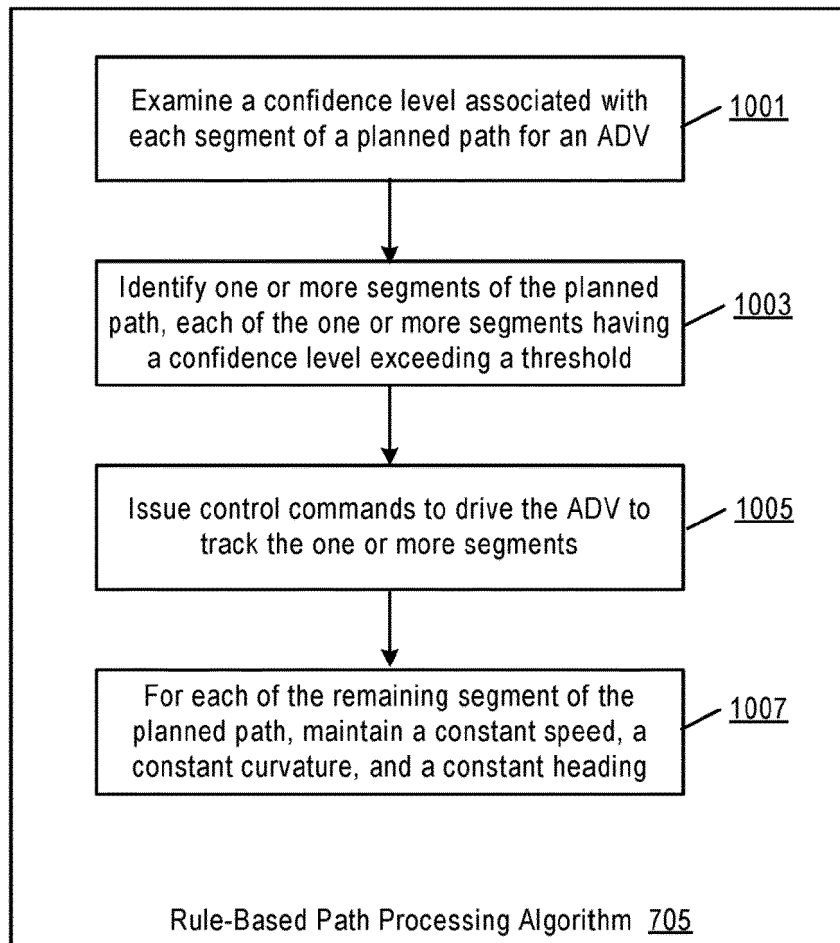 Examine a confidence level associated with
each segment of a planned path for an ADV
1001
Identify one or more segments of the planned
path, each of the one or more segments having
a confidence level exceeding a threshold
1003
Issue control commands to drive the ADV to
track the one or more segments
1005
For each of the remaining segment of the
planned path, maintain a constant speed, a
constant curvature, and a constant heading
1007
Rule-Based Path Processing Algorithm 705